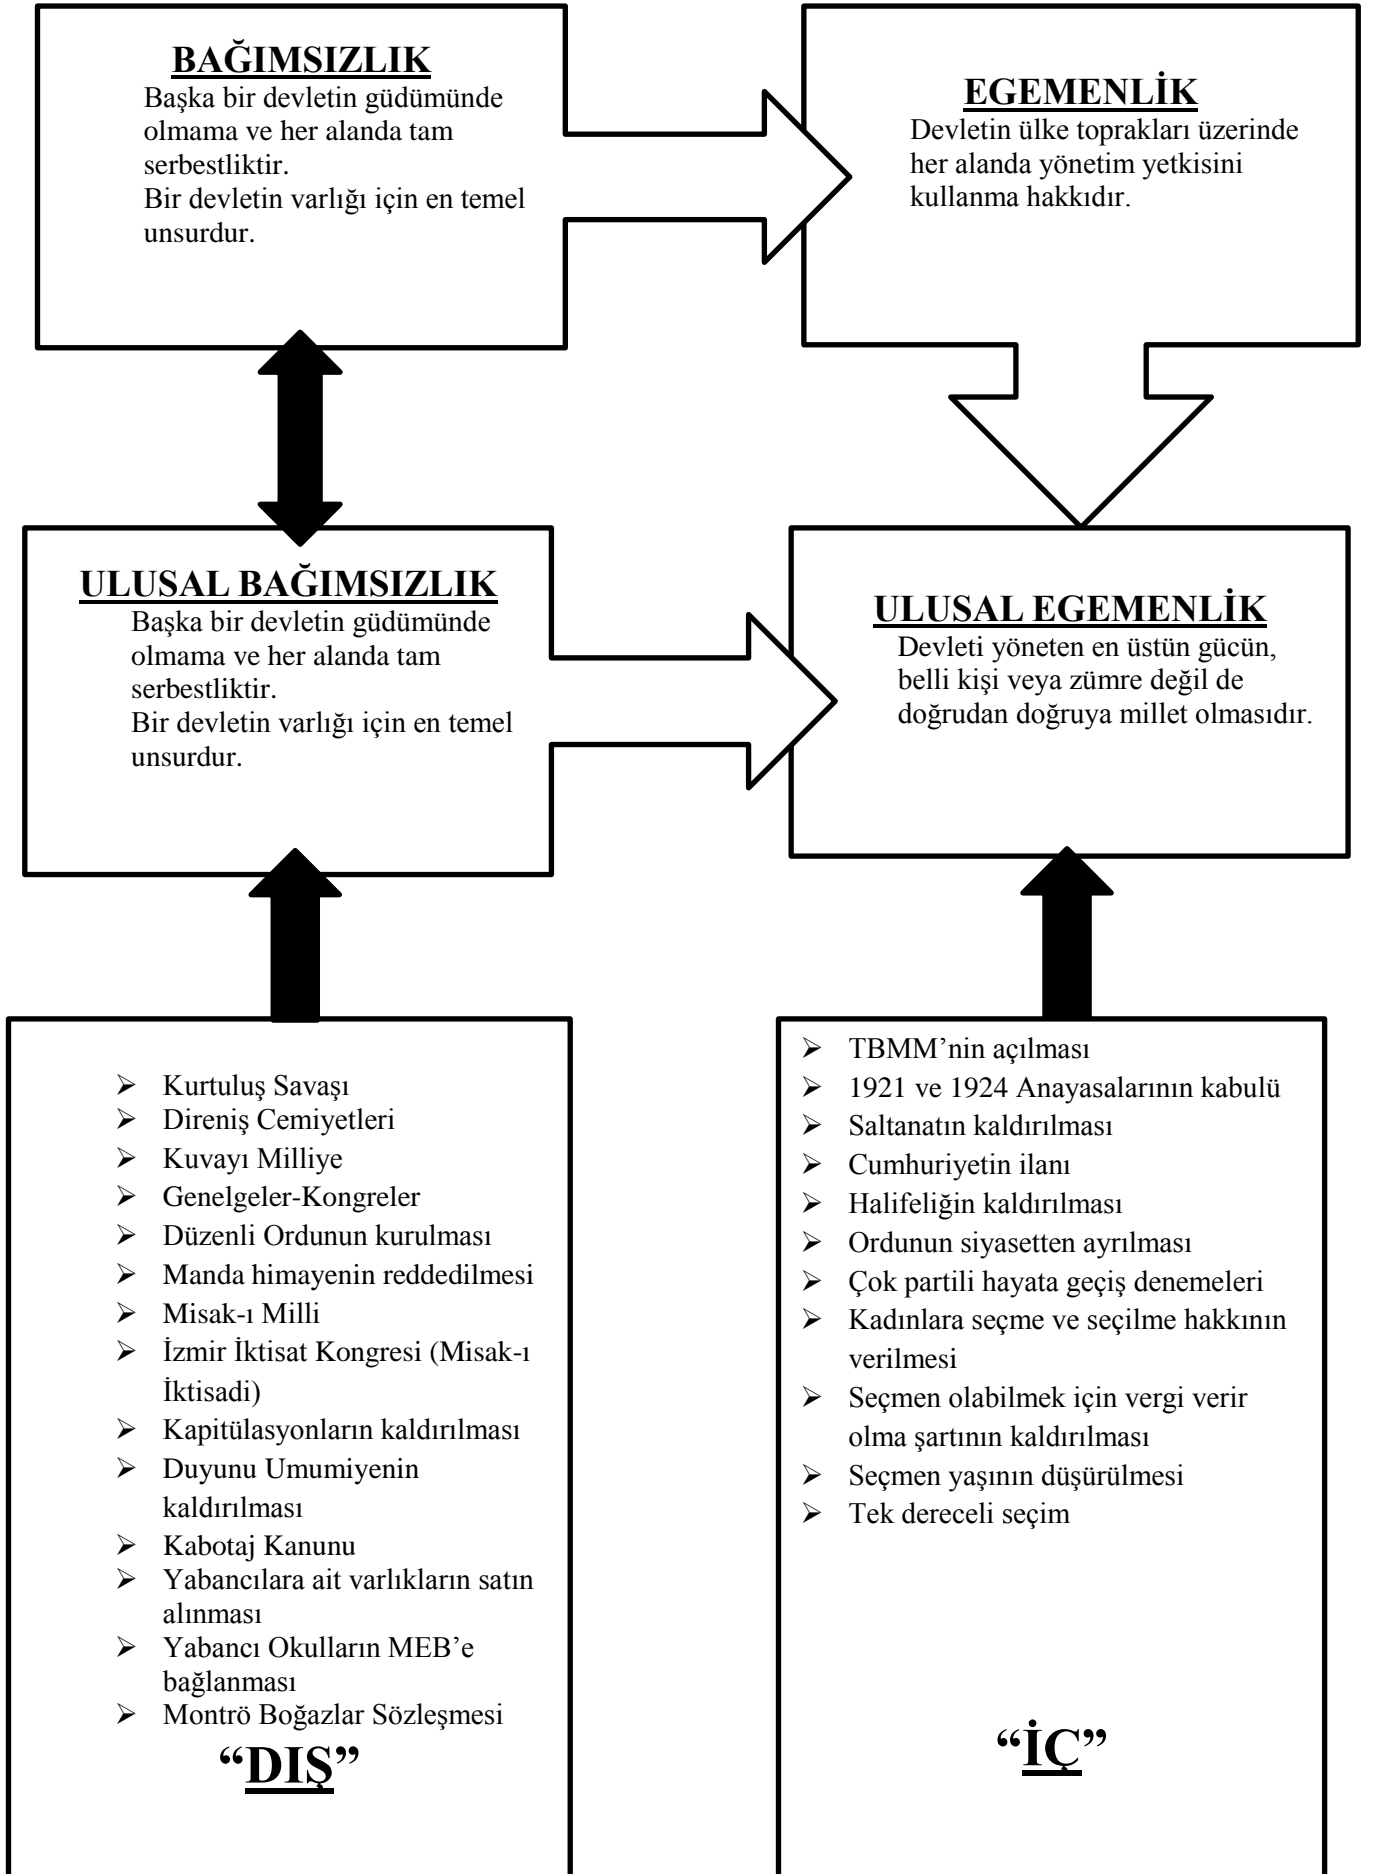 BAĞIMSIZLIK
Başka bir devletin güdümünde
olmama ve her alanda tam
serbestliktir.
Bir devletin varlığı için en temel
unsurdur.
EGEMENLİK
Devletin ülke toprakları üzerinde
her alanda yönetim yetkisini
kullanma hakkıdır.
ULUSAL BAĞIMSIZLIK
Başka bir devletin güdümünde
olmama ve her alanda tam
serbestliktir.
Bir devletin varlığı için en temel
unsurdur.
ULUSAL EGEMENLİK
Devleti yöneten en üstün gücün,
belli kişi veya zümre değil de
doğrudan doğruya millet olmasıdır.
➢ Kurtuluş Savaşı
➢ Direniş Cemiyetleri
➢ Kuvayı Milliye
➢ Genelgeler-Kongreler
➢ Düzenli Ordunun kurulması
➢ Manda himayenin reddedilmesi
➢ Misak-ı Milli
➢ İzmir İktisat Kongresi (Misak-ı
İktisadi)
➢ Kapitülasyonların kaldırılması
➢ Duyunu Umumiyenin
kaldırılması
➢ Kabotaj Kanunu
➢ Yabancılara ait varlıkların satın
alınması
➢ Yabancı Okulların MEB’e
bağlanması
➢ Montrö Boğazlar Sözleşmesi
“DIŞ”
➢ TBMM’nin açılması
➢ 1921 ve 1924 Anayasalarının kabulü
➢ Saltanatın kaldırılması
➢ Cumhuriyetin ilanı
➢ Halifeliğin kaldırılması
➢ Ordunun siyasetten ayrılması
➢ Çok partili hayata geçiş denemeleri
➢ Kadınlara seçme ve seçilme hakkının
verilmesi
➢ Seçmen olabilmek için vergi verir
olma şartının kaldırılması
➢ Seçmen yaşının düşürülmesi
➢ Tek dereceli seçim
“İÇ”